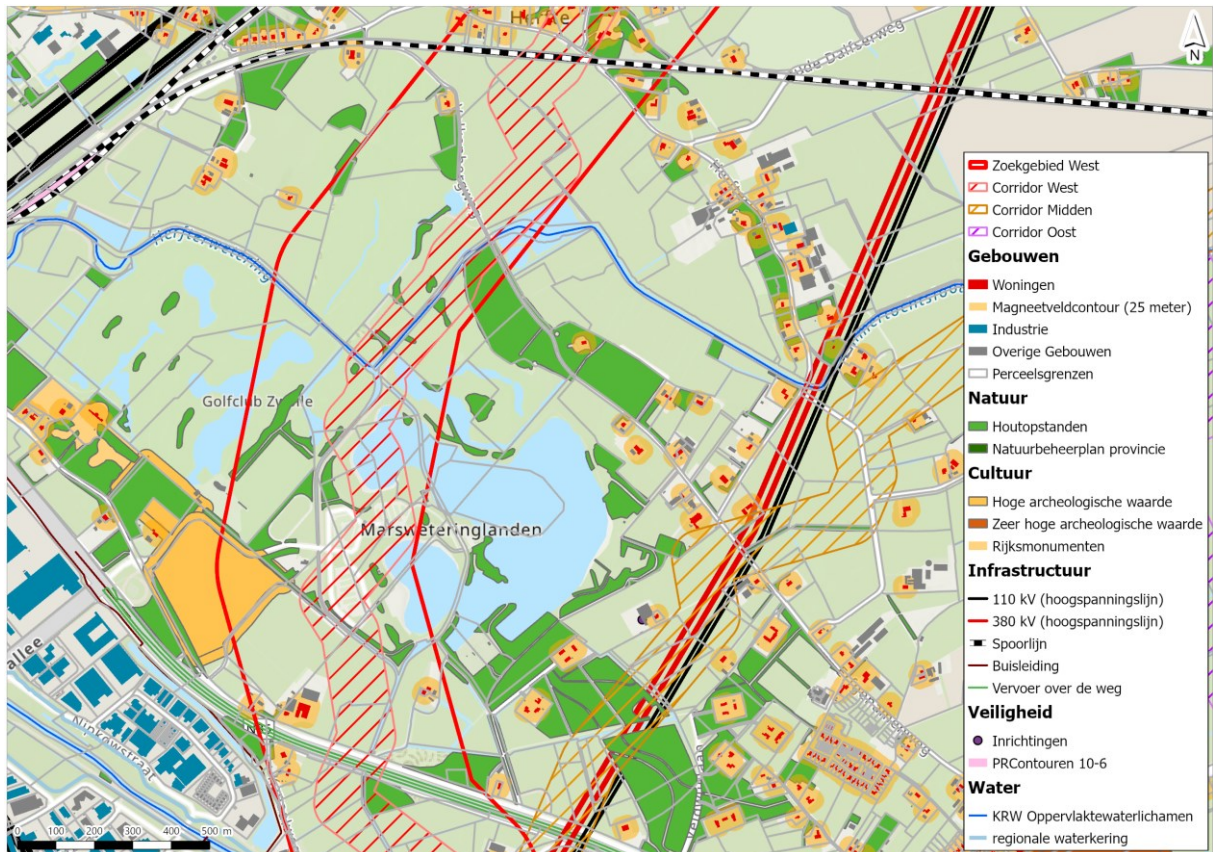 N
Golfclub Zwolle
Marsweteringlanden
Nipkowstraat
0 100 200 300 400 500 m
Zoekgebied West
Corridor West
Corridor Midden
Corridor Oost
Gebouwen
Woningen
Magneetveldcontour (25 meter)
Industrie
Overige Gebouwen
Perceelsgrenzen
Natuur
Houtopstanden
Natuurbeheerplan provincie
Cultuur
Hoge archeologische waarde
Zeer hoge archeologische waarde
Rijksmonumenten
Infrastructuur
110 kV (hoogspanningslijn)
380 kV (hoogspanningslijn)
Spoorlijn
Buisleiding
Vervoer over de weg
Veiligheid
Inrichtingen
PRContouren 10-6
Water
KRW Oppervlaktewaterlichamen
regionale waterkering